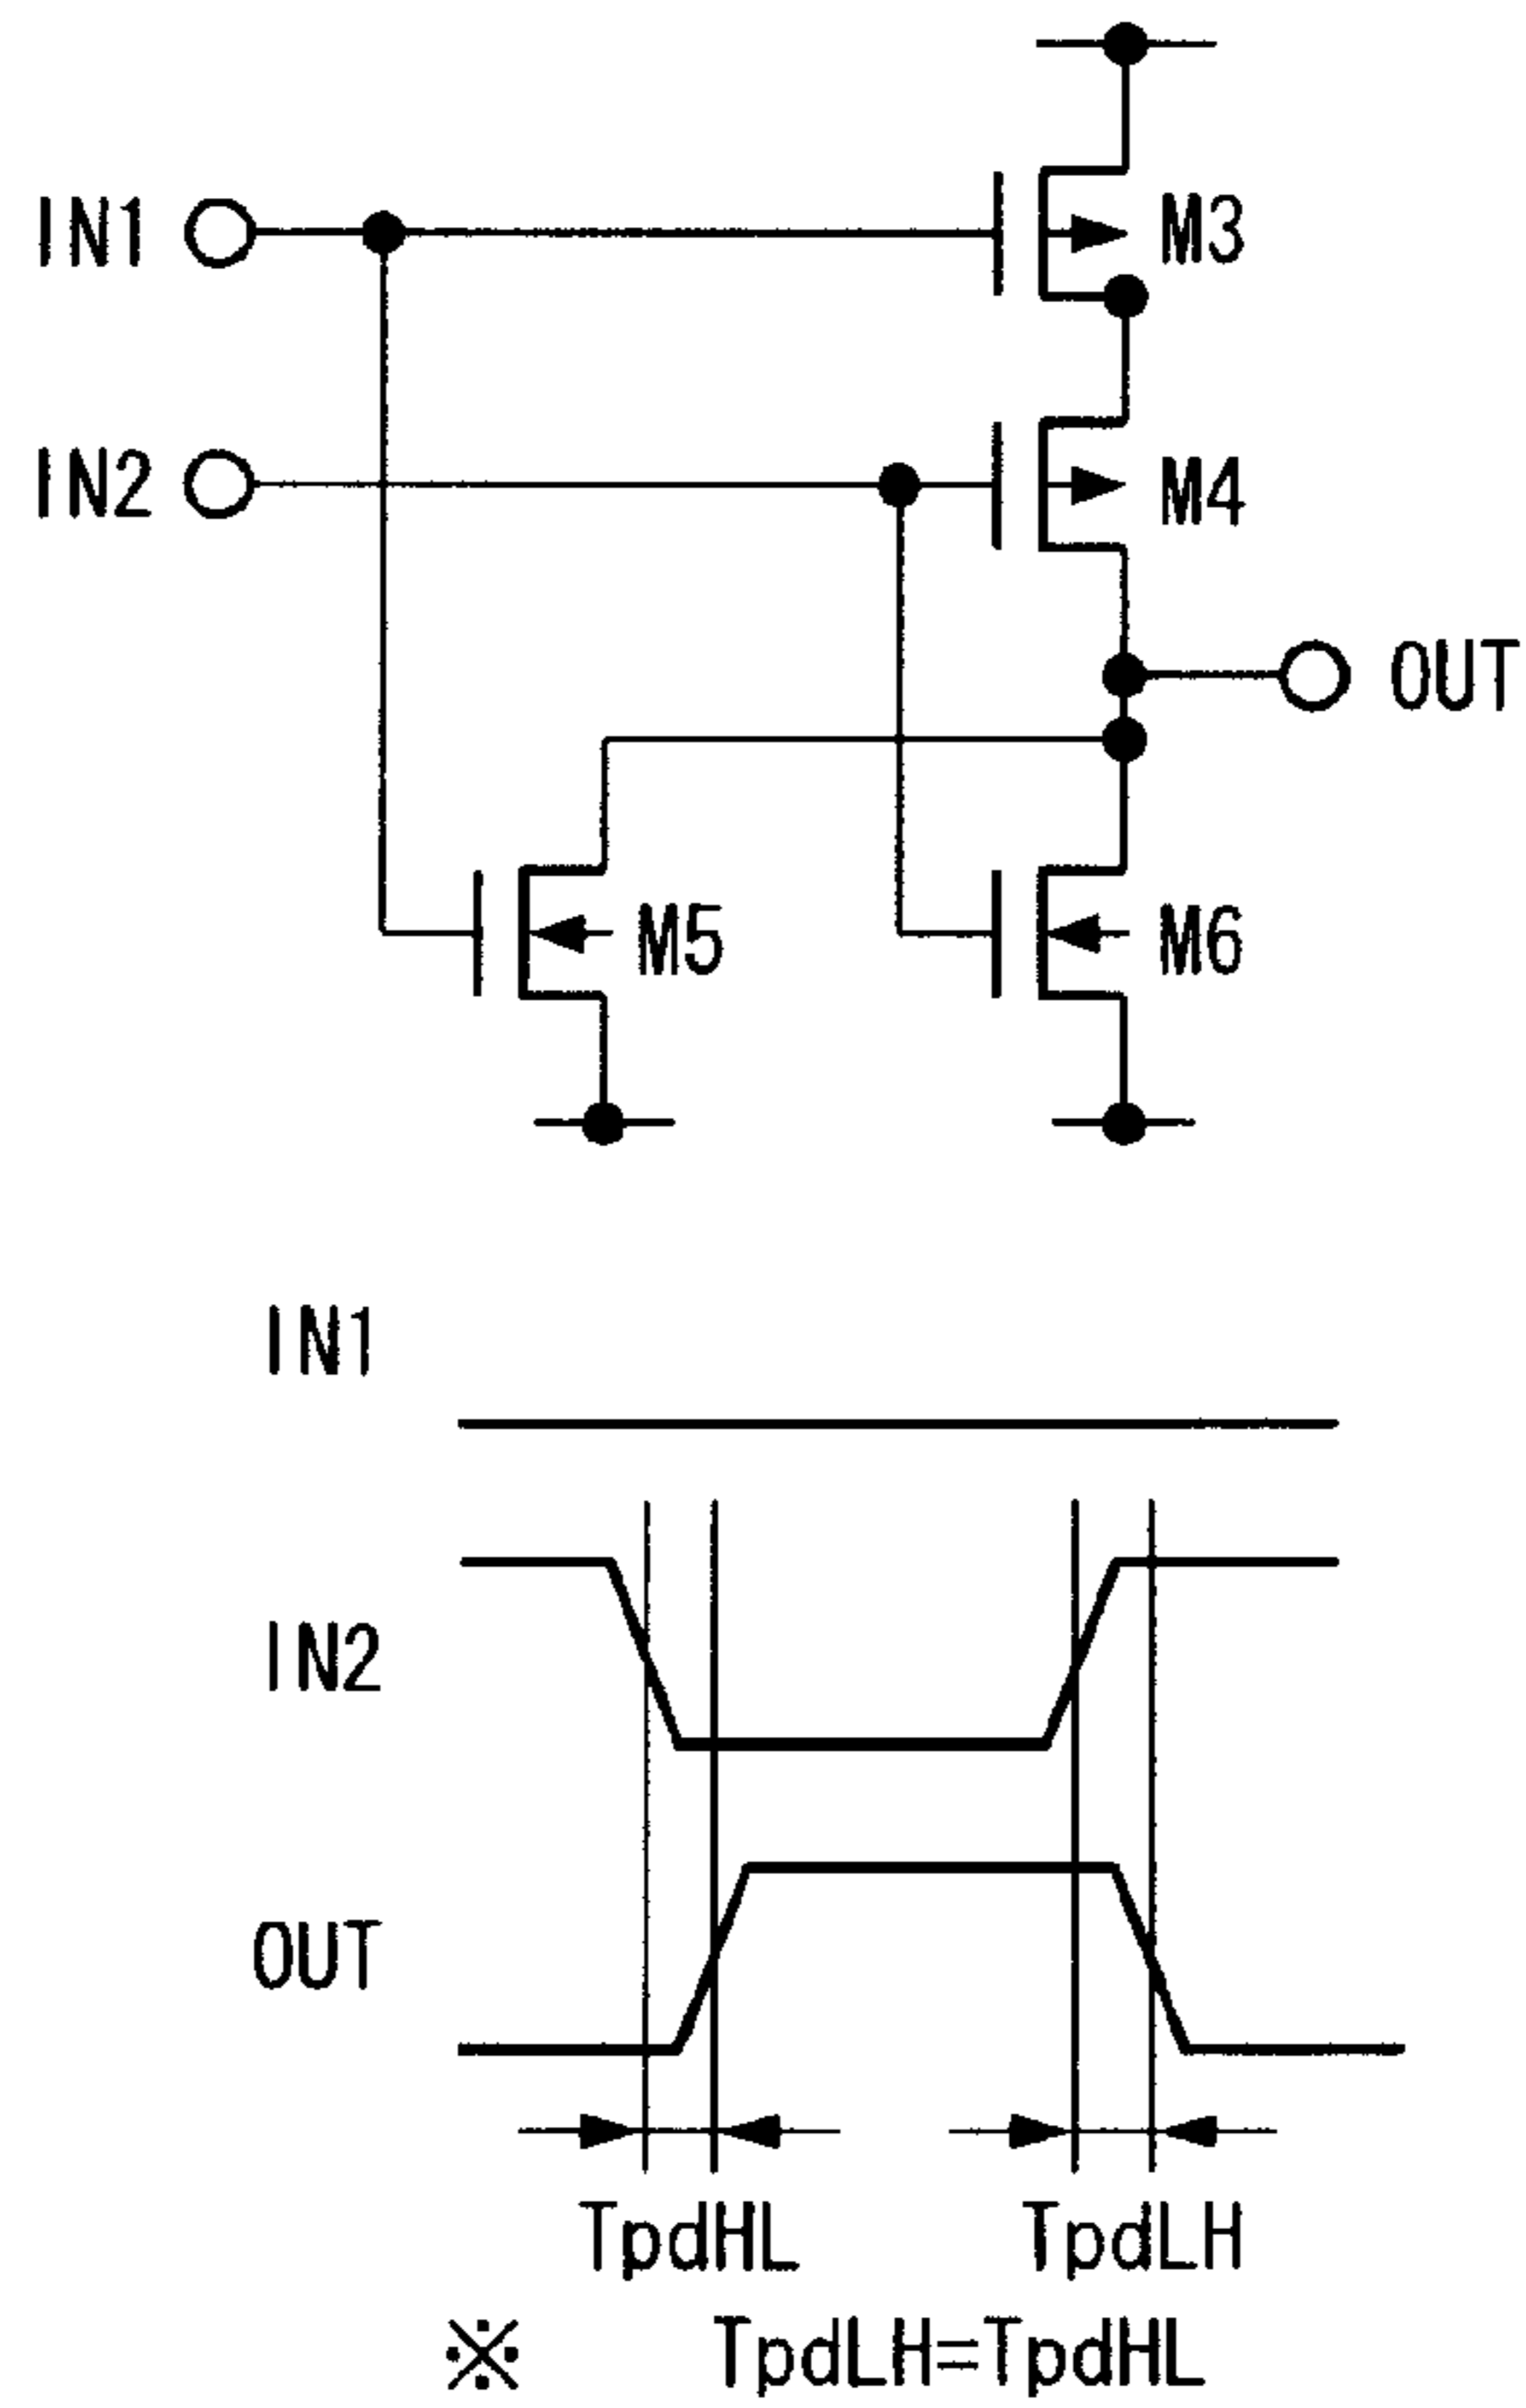 IN1
M3
IN2
M4
OUT
M5
M6
IN1
IN2
OUT
TpdHL TpdLH
※ TpdLH=TpdHL